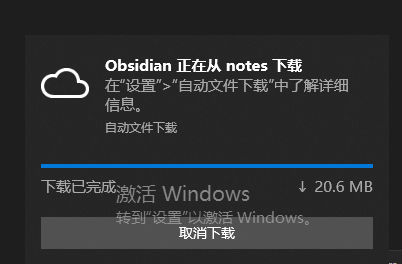 Obsidian 正在从 notes 下载
在“设置”>“自动文件下载”中了解详细
信息。
自动文件下载
下载已完成 ↓ 20.6 MB
激活 Windows
转到“设置”以激活 Windows。
取消下载